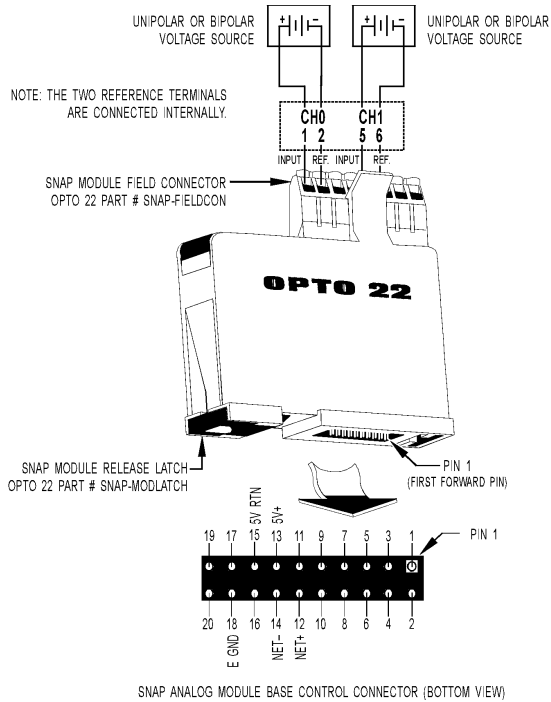 UNIPOLAR OR BIPOLAR
VOLTAGE SOURCE
+ −
+ −
UNIPOLAR OR BIPOLAR
VOLTAGE SOURCE
NOTE: THE TWO REFERENCE TERMINALS
ARE CONNECTED INTERNALLY.
CH0 CH1
1 2 5 6
INPUT REF. INPUT REF.
SNAP MODULE FIELD CONNECTOR
OPTO 22 PART # SNAP-FIELDCON
OPTO 22
SNAP MODULE RELEASE LATCH
OPTO 22 PART # SNAP-MODLATCH
PIN 1
(FIRST FORWARD PIN)
5V RTN
5V+
19 17 15 13 11 9 7 5 3 1
PIN 1
20 18 16 14 12 10 8 6 4 2
E GND
NET−
NET+
SNAP ANALOG MODULE BASE CONTROL CONNECTOR (BOTTOM VIEW)